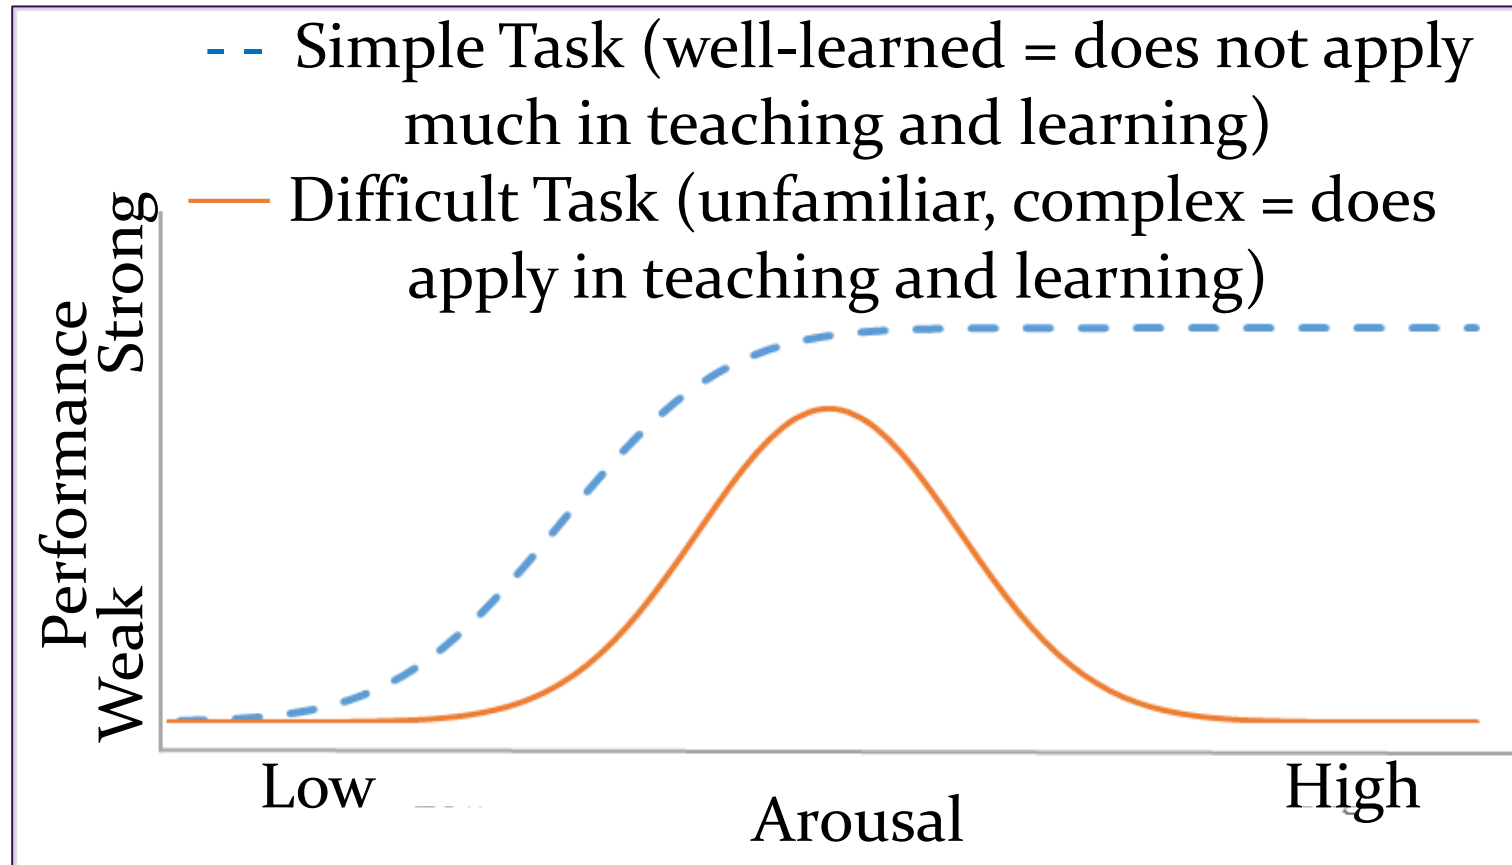 Simple Task (well-learned = does not apply
much in teaching and learning)
Difficult Task (unfamiliar, complex = does
apply in teaching and learning)
Performance
Weak Strong
Low
High
Arousal